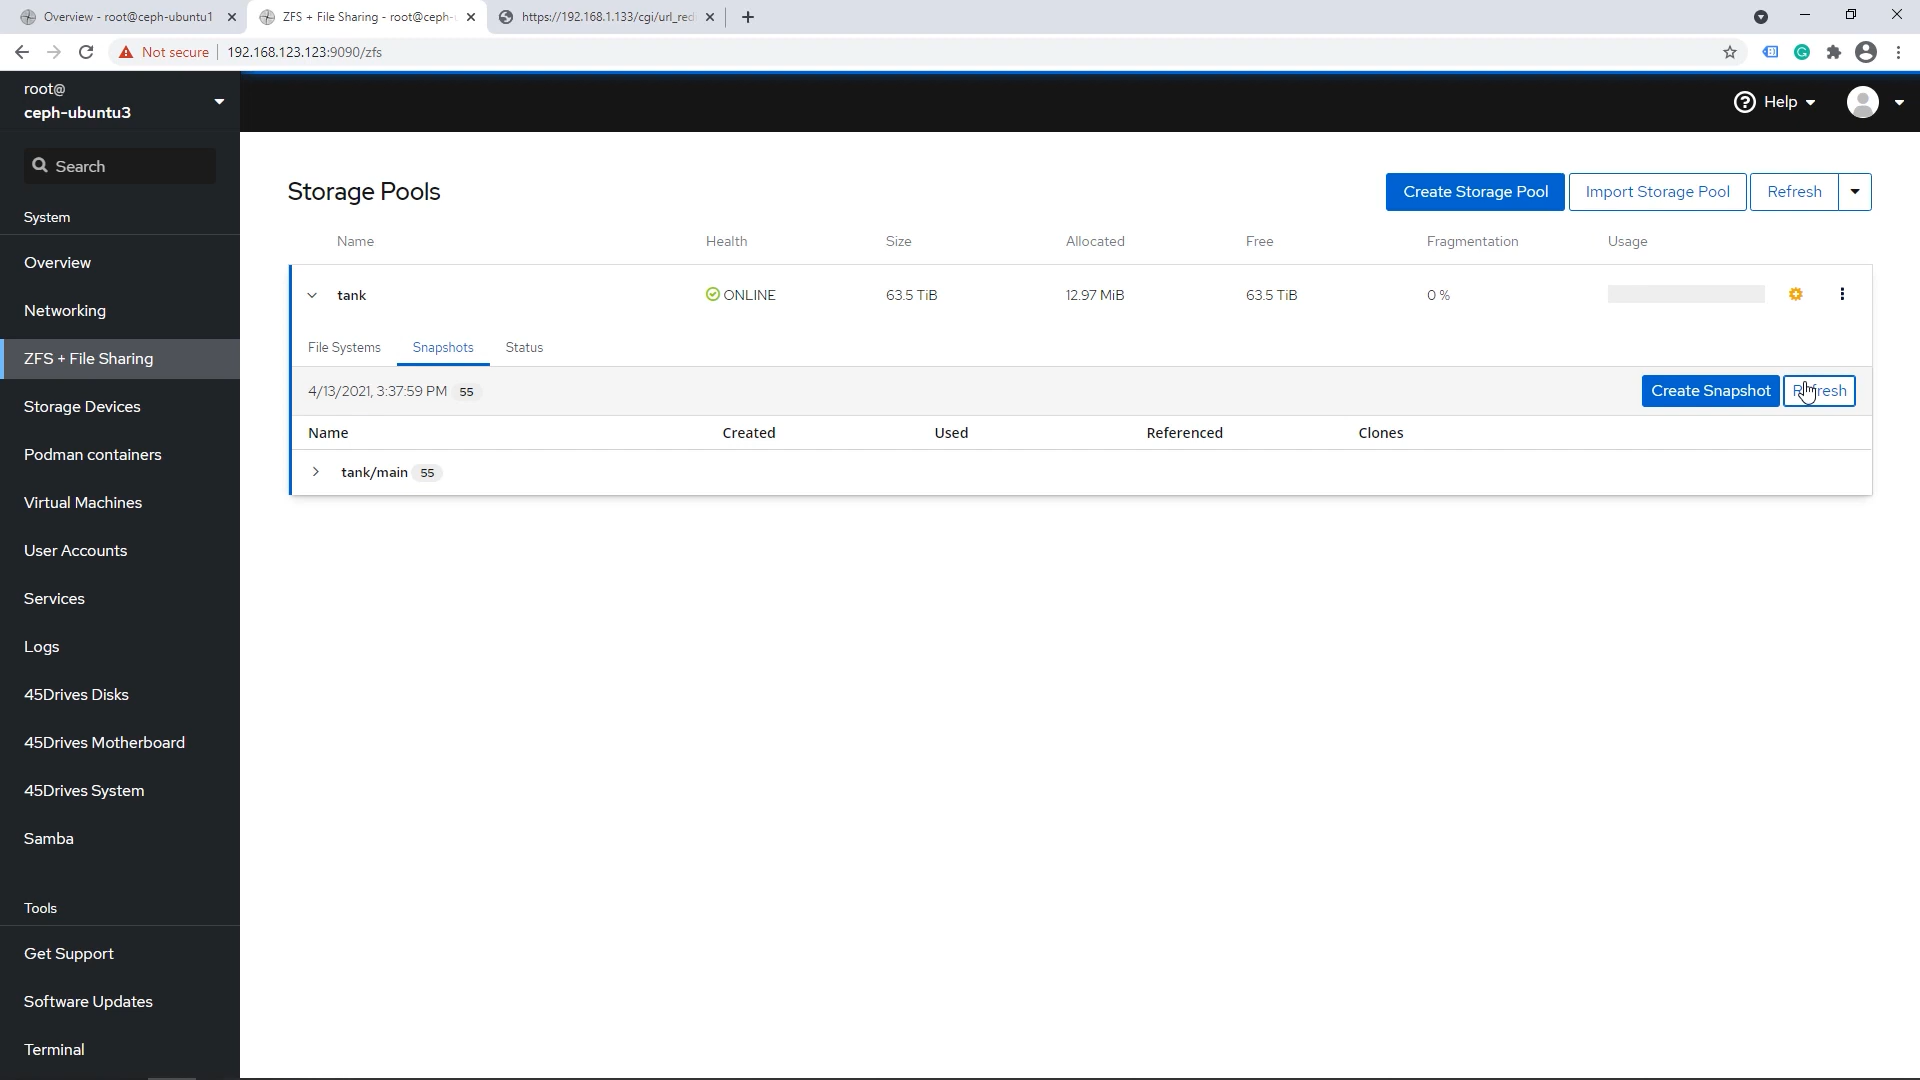 Overview - root@ceph-ubuntu1
ZFS + File Sharing - root@ceph-
https://192.168.1.133/cgi/url_red
Not secure
192.168.123.123:9090/zfs
root@
ceph-ubuntu3
Help
Search
Storage Pools
Create Storage Pool
Import Storage Pool
Refresh
System
Overview
Networking
ZFS + File Sharing
Storage Devices
Podman containers
Virtual Machines
User Accounts
Services
Logs
45Drives Disks
45Drives Motherboard
45Drives System
Samba
Tools
Get Support
Software Updates
Terminal
Name Health Size Allocated Free Fragmentation Usage
tank ONLINE 63.5 TiB 12.97 MiB 63.5 TiB 0 %
File Systems Snapshots Status
4/13/2021, 3:37:59 PM 55
Create Snapshot
Refresh
Name Created Used Referenced Clones
tank/main 55